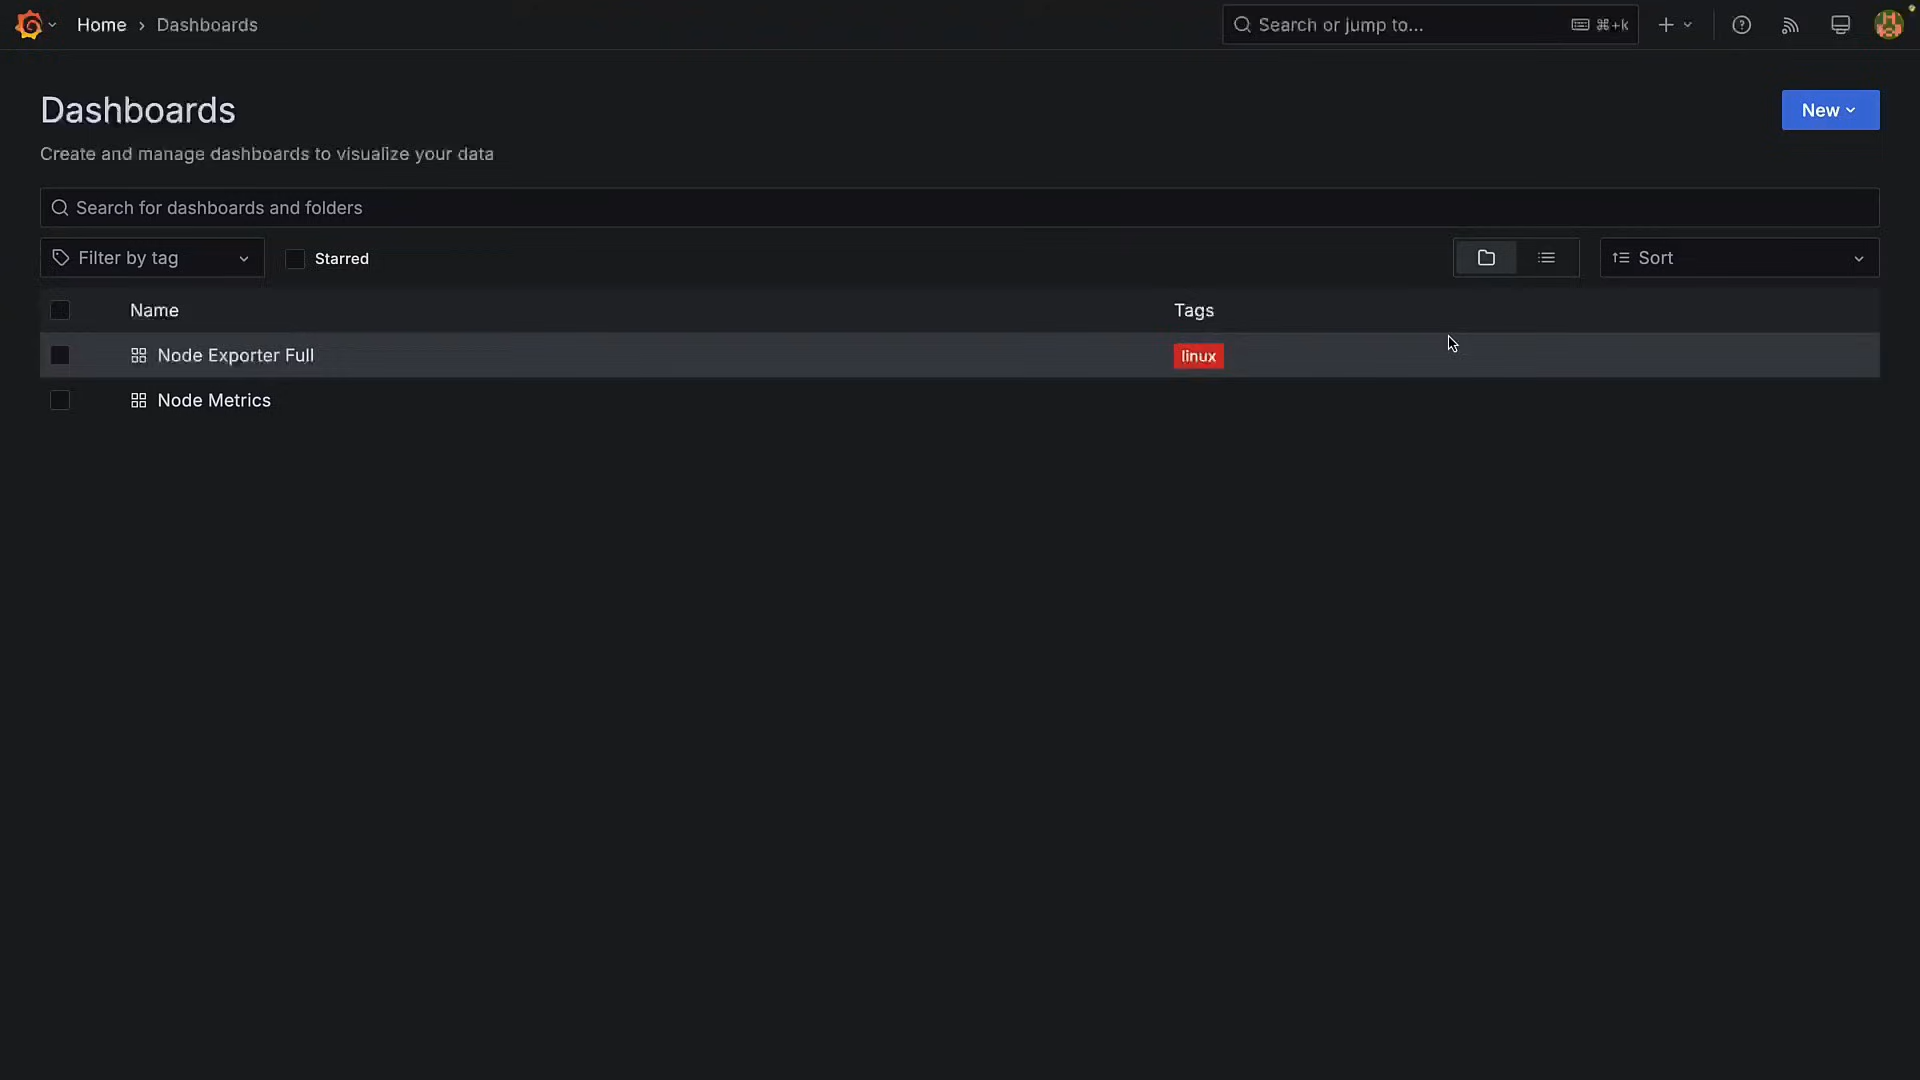 Home › Dashboards
Search or jump to... ⌘+k
Dashboards
New
Create and manage dashboards to visualize your data
Search for dashboards and folders
Filter by tag
Starred
Sort
Name Tags
Node Exporter Full linux
Node Metrics